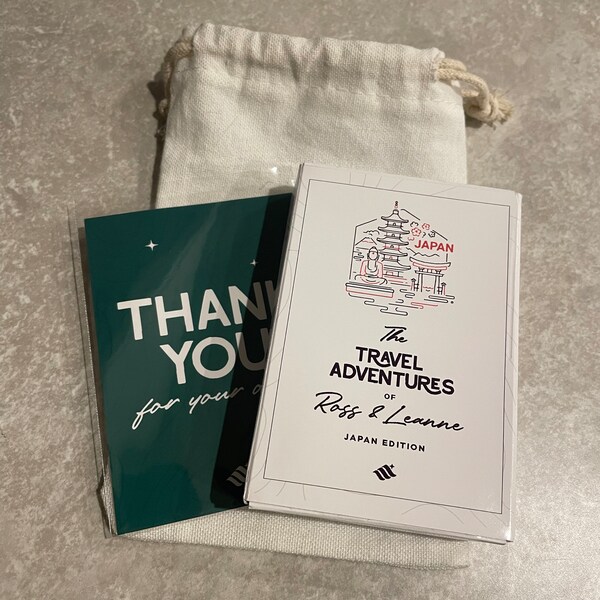 THANK
YOU
for your
JAPAN
The
TRAVEL
ADVENTURES
OF
Ross & Leanne
JAPAN EDITION